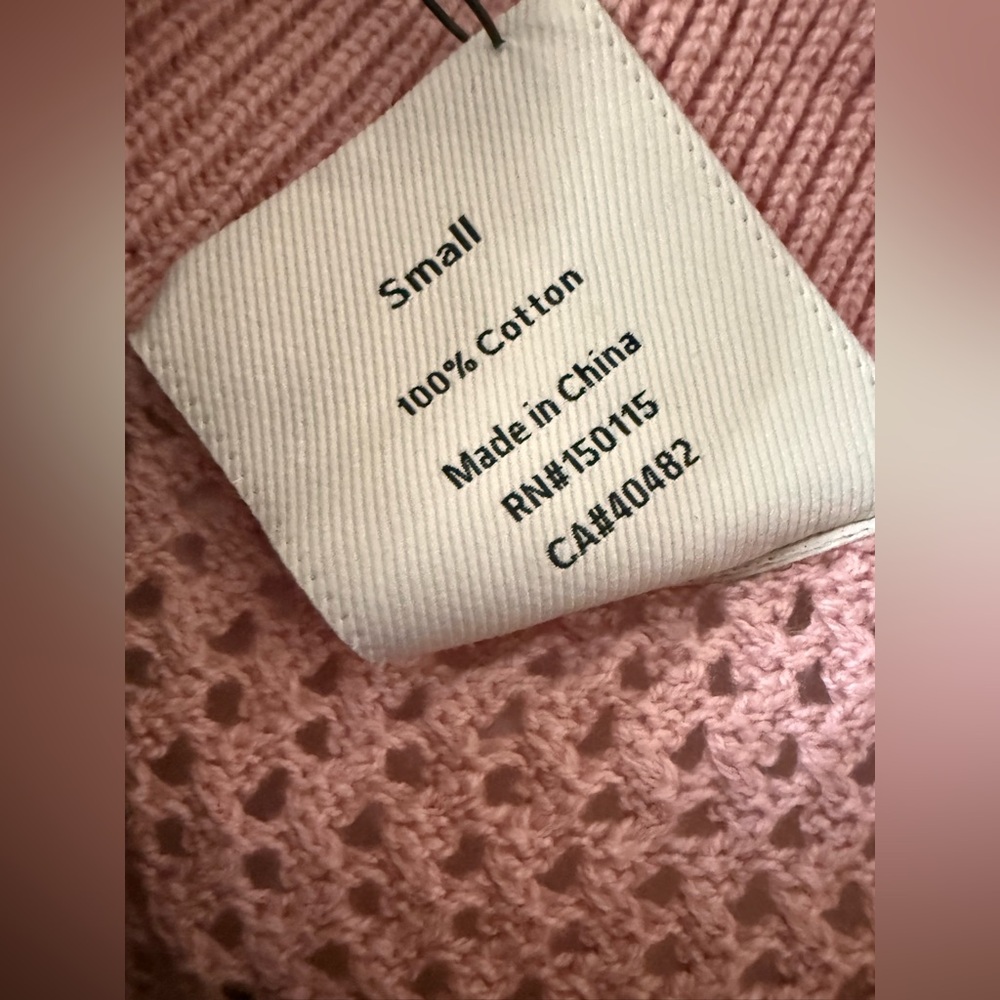 Small
100% Cotton
Made in China
RN#150115
CA#40482